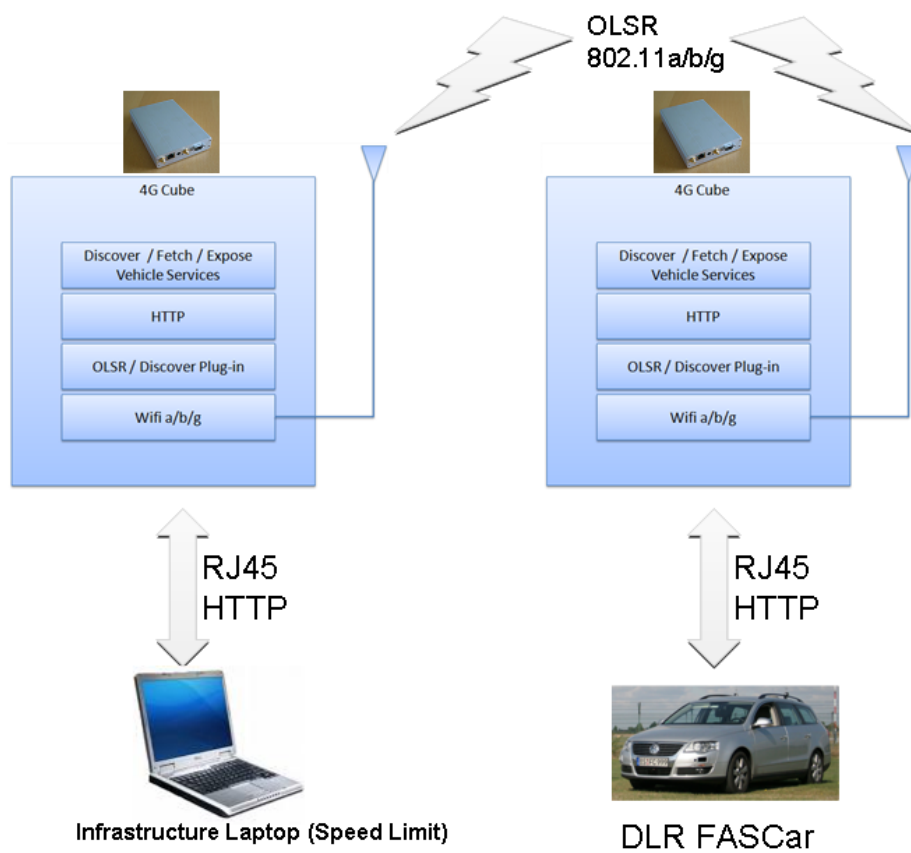 OLSR
802.11a/b/g
4G Cube
Discover / Fetch / Expose
Vehicle Services
HTTP
OLSR / Discover Plug-in
Wifi a/b/g
4G Cube
Discover / Fetch / Expose
Vehicle Services
HTTP
OLSR / Discover Plug-in
Wifi a/b/g
RJ45
HTTP
RJ45
HTTP
Infrastructure Laptop (Speed Limit)
DLR FASCar